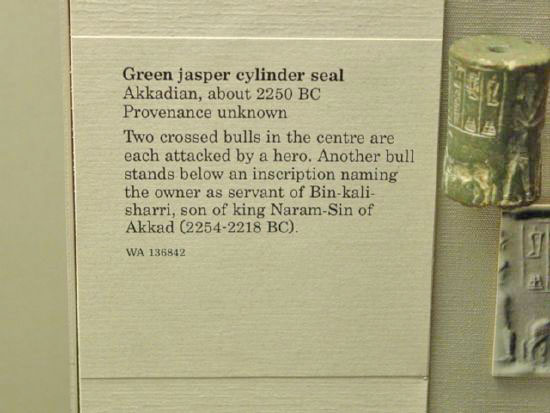 Green jasper cylinder seal
Akkadian, about 2250 BC
Provenance unknown
Two crossed bulls in the centre are
each attacked by a hero. Another bull
stands below an inscription naming
the owner as servant of Bin-kali-
sharri, son of king Naram-Sin of
Akkad (2254-2218 BC).
WA 136842